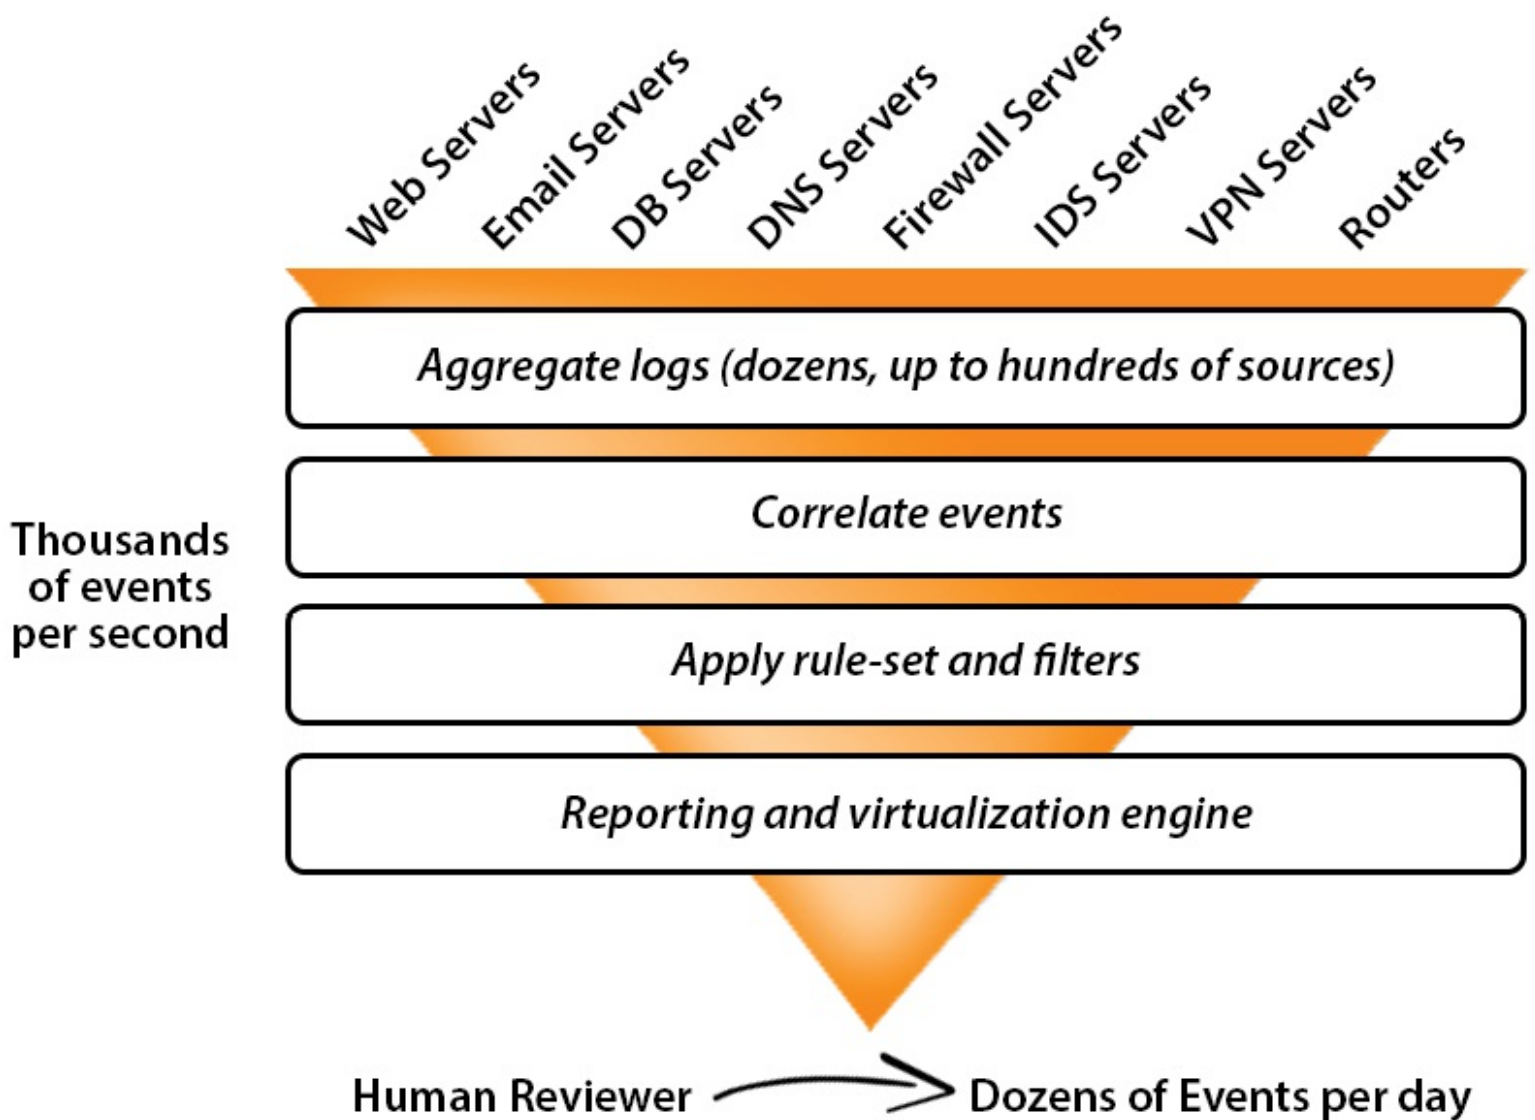 Web Servers
Email Servers
DB Servers
DNS Servers
Firewall Servers
IDS Servers
VPN Servers
Routers
Aggregate logs (dozens, up to hundreds of sources)
Correlate events
Thousands
of events
per second
Apply rule-set and filters
Reporting and virtualization engine
Human Reviewer
Dozens of Events per day